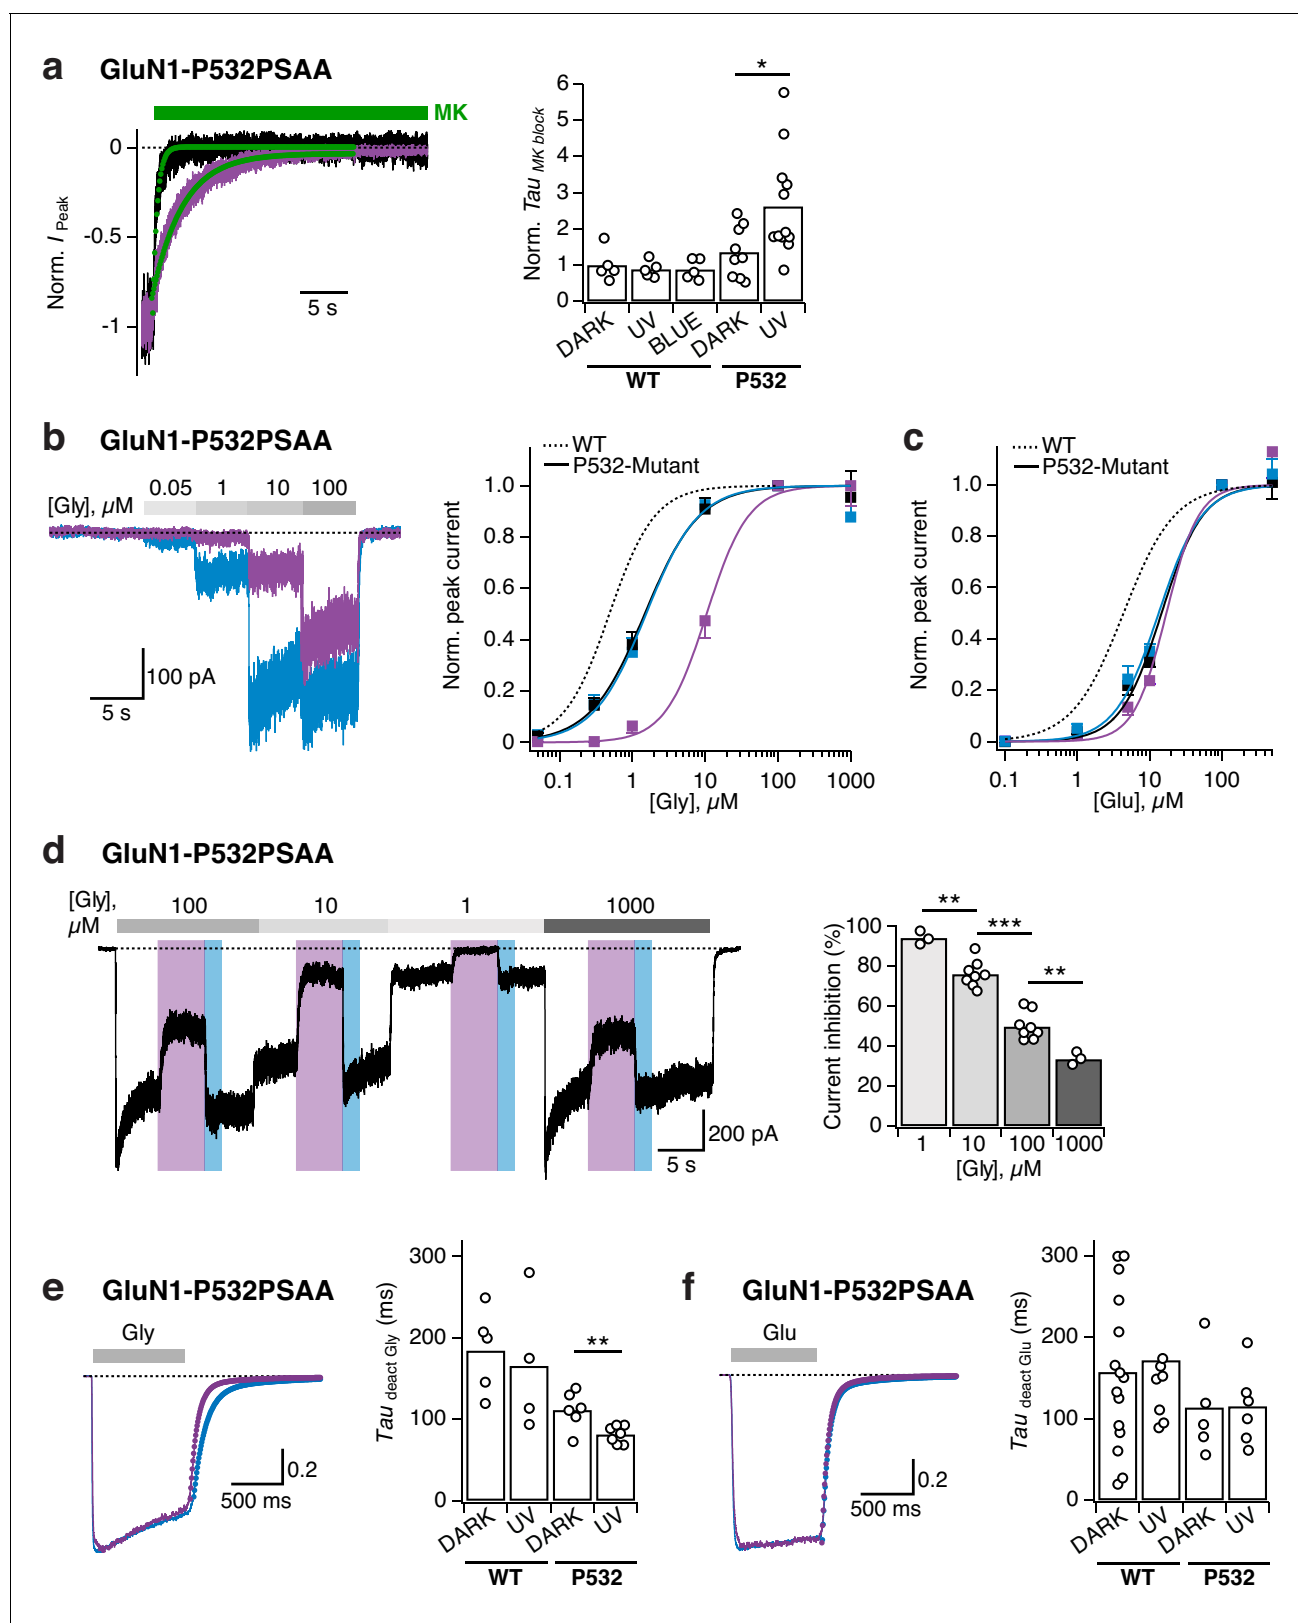 a GluN1-P532PSAA
MK
0
-0.5
-1
Norm. I Peak
5 s
Norm. Tau MK block
6
5
4
3
2
1
0
*
DARK UV BLUE DARK UV
WT P532
b GluN1-P532PSAA
[Gly], µM 0.05 1 10 100
100 pA
5 s
WT
P532-Mutant
Norm. peak current
1.0
0.8
0.6
0.4
0.2
0
0.1 1 10 100 1000
[Gly], µM
c
WT
P532-Mutant
Norm. peak current
1.0
0.8
0.6
0.4
0.2
0
0.1 1 10 100
[Glu], µM
d GluN1-P532PSAA
[Gly], µM 100 10 1 1000
200 pA
5 s
Current inhibition (%)
100
80
60
40
20
0
** *** **
1 10 100 1000
[Gly], µM
e GluN1-P532PSAA
Gly
0.2
500 ms
Tau deact Gly (ms)
300
200
100
0
**
DARK UV DARK UV
WT P532
f GluN1-P532PSAA
Glu
0.2
500 ms
Tau deact Glu (ms)
300
200
100
0
DARK UV DARK UV
WT P532